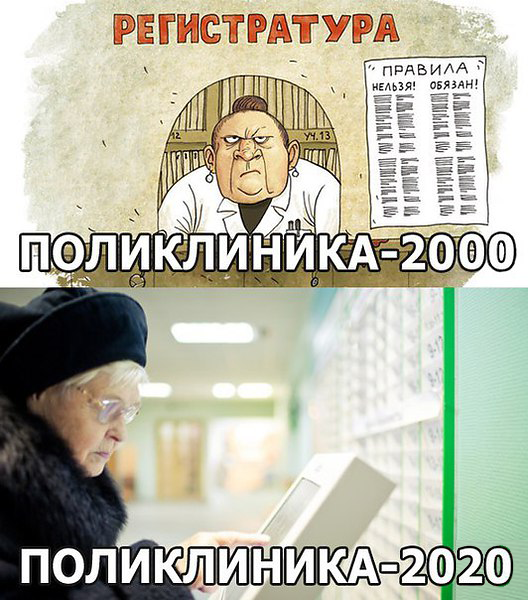 РЕГИСТРАТУРА
ПРАВИЛА
НЕЛЬЗЯ! ОБЯЗАН!
12
УЧ.13
ПОЛИКЛИНИКА-2000
ПОЛИКЛИНИКА-2020